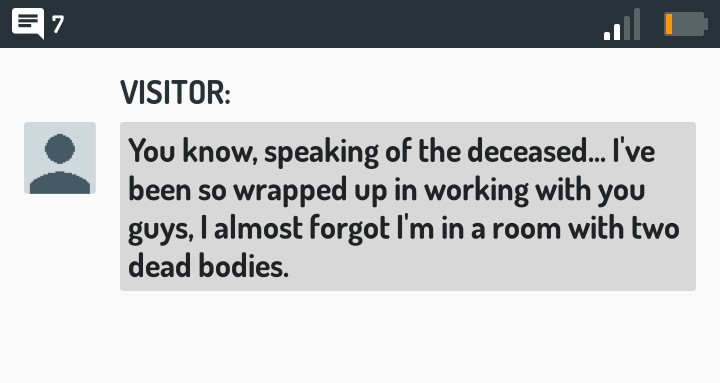 7
VISITOR:
You know, speaking of the deceased... I've
been so wrapped up in working with you
guys, I almost forgot I'm in a room with two
dead bodies.